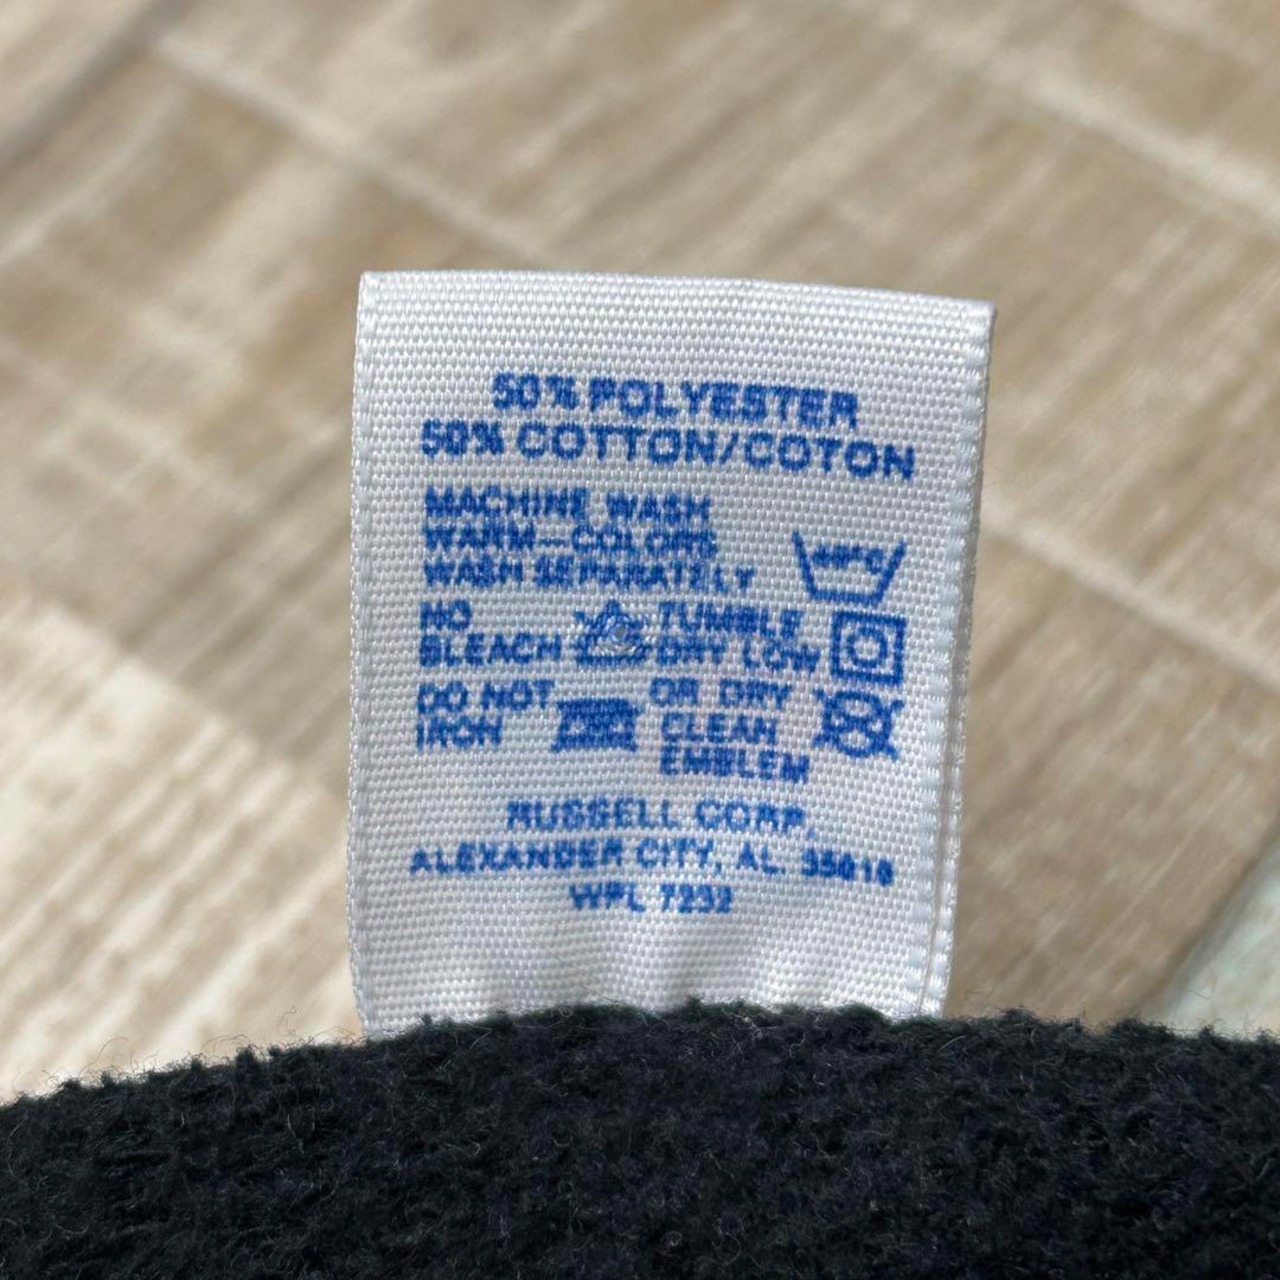 50% POLYESTER
50% COTTON/COTON
MACHINE WASH
WARM-COLORS
WASH SEPARATELY
NO
BLEACH
TUMBLE
DRY LOW
DO NOT
IRON
OR DRY
CLEAN
EMBLEM
RUSSELL CORP.
ALEXANDER CITY, AL. 35010
WPL 7232